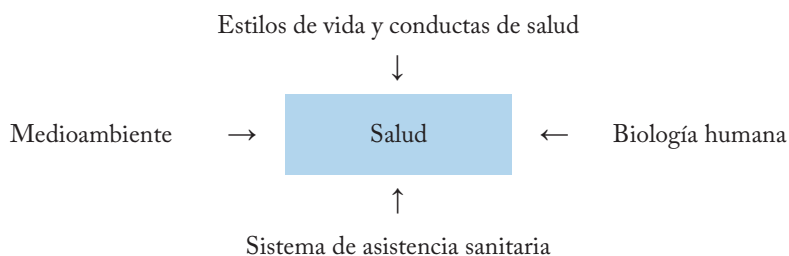 Estilos de vida y conductas de salud
↓
Medioambiente → Salud ← Biología humana
↑
Sistema de asistencia sanitaria